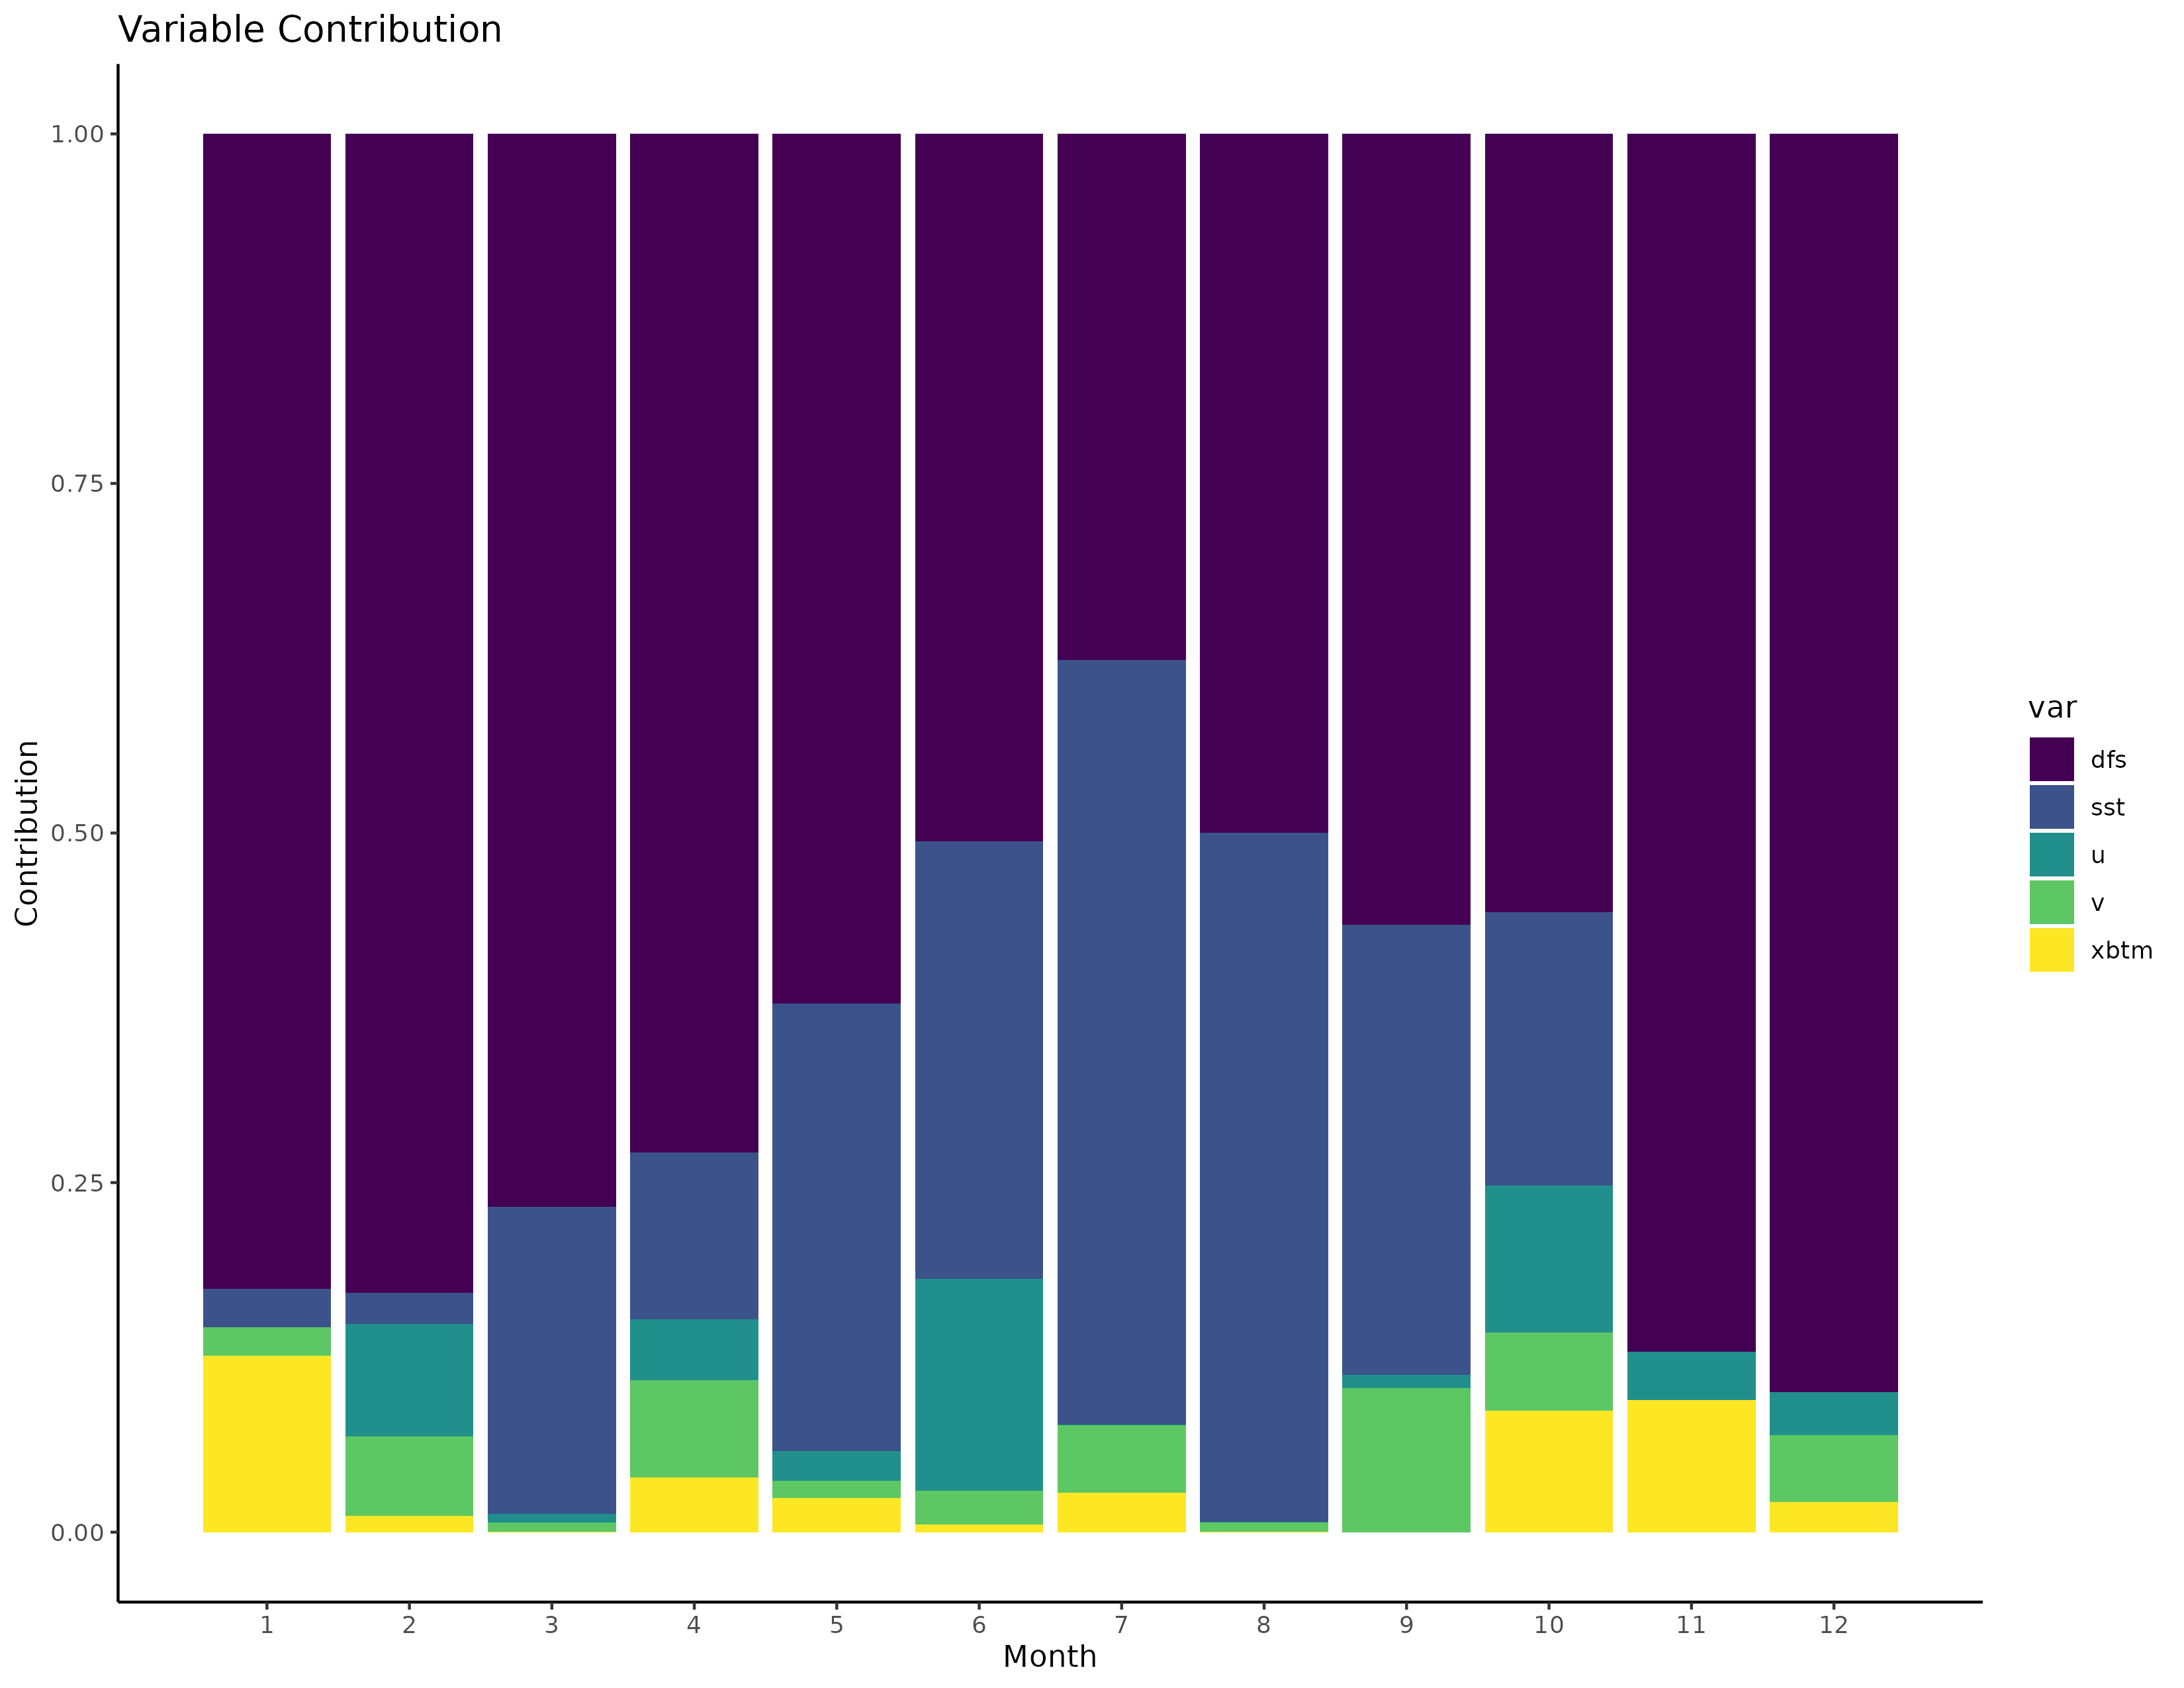 Variable Contribution
Contribution
1.00
0.75
0.50
0.25
0.00
1 2 3 4 5 6 7 8 9 10 11 12
Month
var
dfs
sst
u
v
xbtm